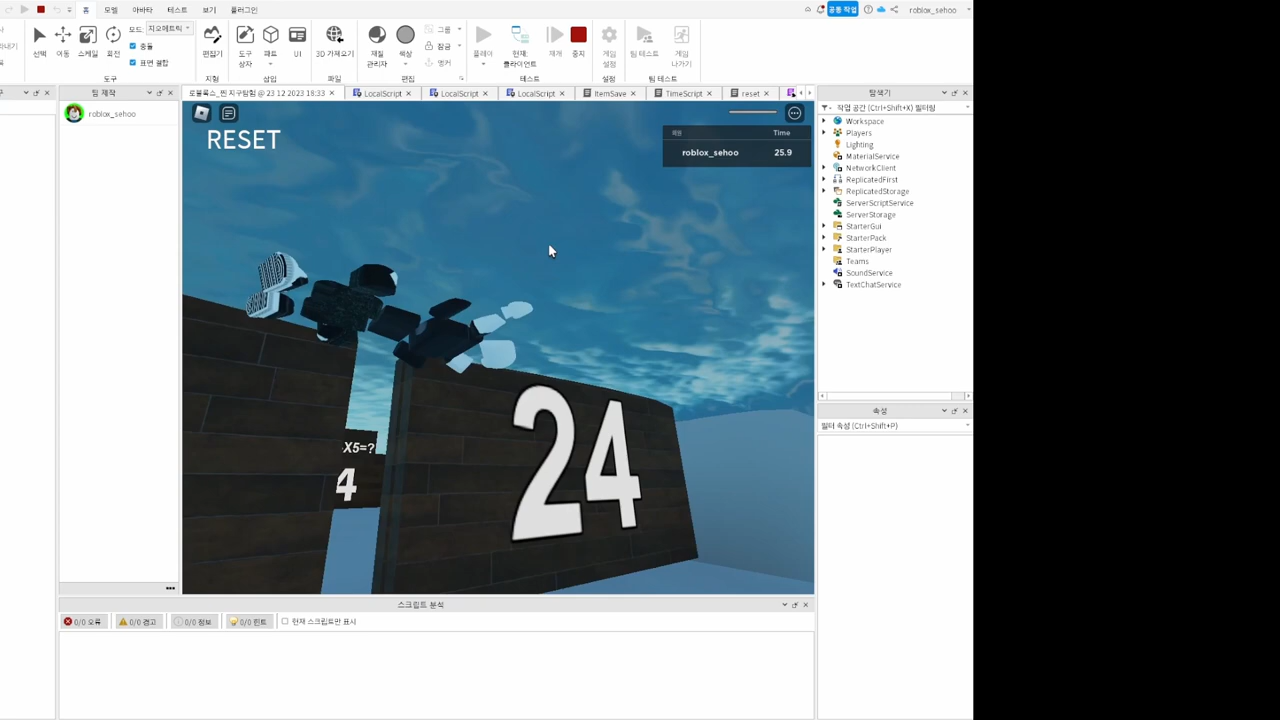 홈 모델 아바타 테스트 보기 플러그인
공동 작업 roblox_sehoo
모드: 지오메트릭
충돌
표면 결합
그룹
잠금
앵커
선택 이동 스케일 회전 편집기 도구 상자 파트 UI 3D 가져오기 재질 관리자 색상 플레이 현재: 클라이언트 재개 중지 게임 설정 팀 테스트 게임 나가기
도구 지형 삽입 파일 편집 테스트 설정 팀 테스트
팀 제작
roblox_sehoo
LocalScript LocalScript LocalScript ItemSave TimeScript reset
RESET
Time
roblox_sehoo 25.9
X5=?
4
24
탐색기
작업 공간 (Ctrl+Shift+X) 필터링
Workspace
Players
Lighting
MaterialService
NetworkClient
ReplicatedFirst
ReplicatedStorage
ServerScriptService
ServerStorage
StarterGui
StarterPack
StarterPlayer
Teams
SoundService
TextChatService
속성
필터 속성 (Ctrl+Shift+P)
스크립트 분석
0/0 오류 0/0 경고 0/0 정보 0/0 힌트 현재 스크립트만 표시